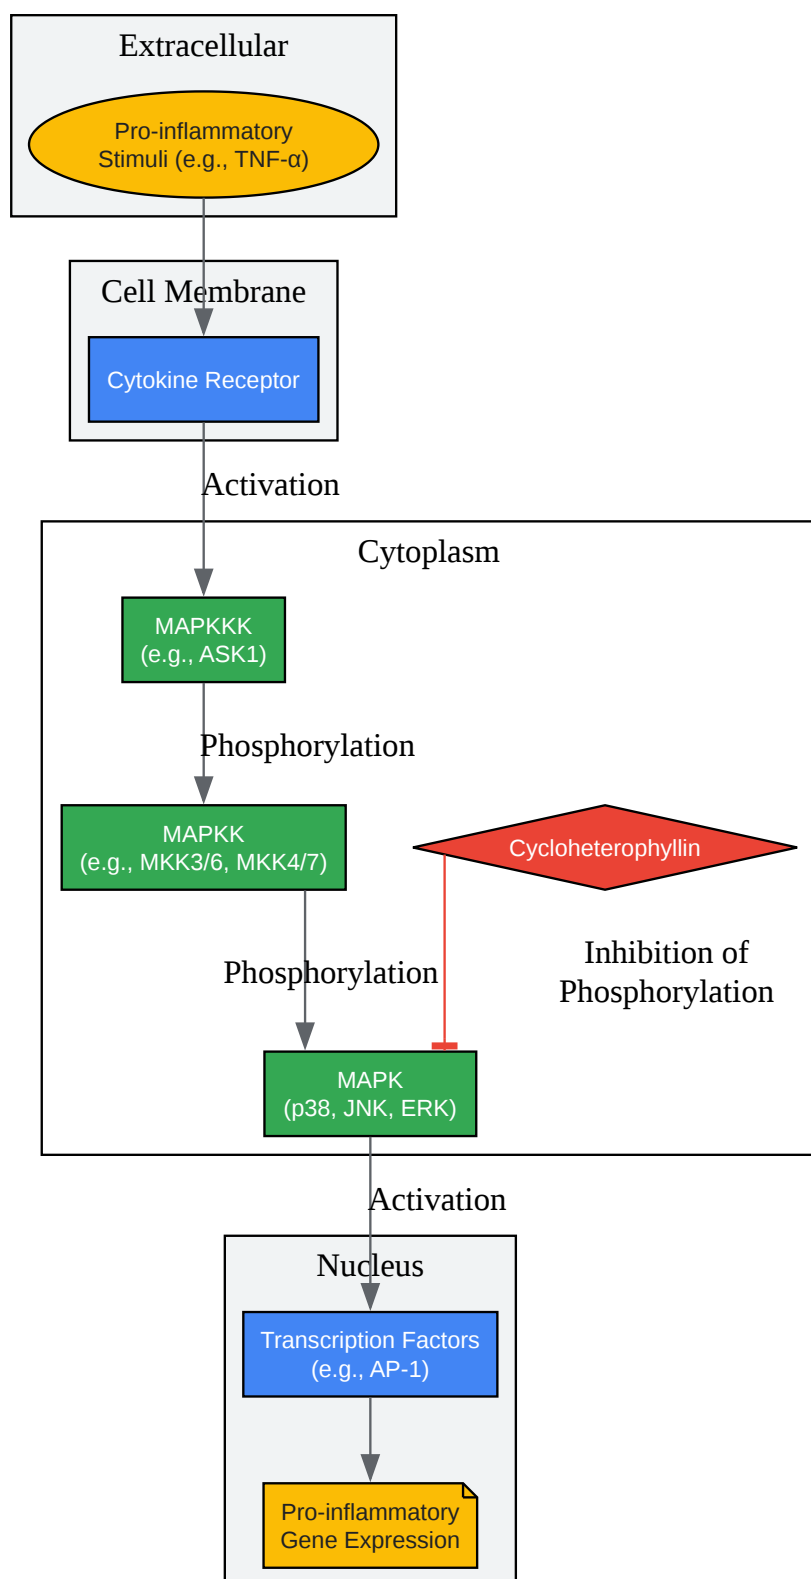 Extracellular
Pro-inflammatory
Stimuli (e.g., TNF-α)
Cell Membrane
Cytokine Receptor
Activation
Cytoplasm
MAPKKK
(e.g., ASK1)
Phosphorylation
MAPKK
(e.g., MKK3/6, MKK4/7)
Cycloheterophyllin
Phosphorylation
Inhibition of
Phosphorylation
MAPK
(p38, JNK, ERK)
Activation
Nucleus
Transcription Factors
(e.g., AP-1)
Pro-inflammatory
Gene Expression